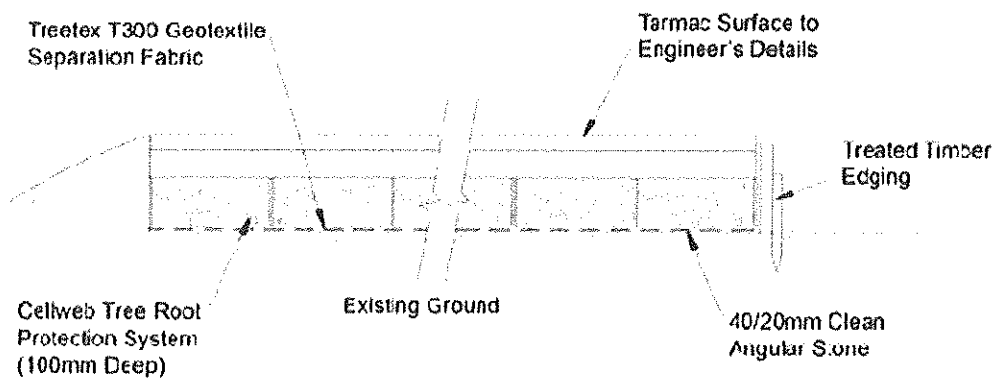 Treetex T300 Geotextile
Separation Fabric
Tarmac Surface to
Engineer's Details
Treated Timber
Edging
Cellweb Tree Root
Protection System
(100mm Deep)
Existing Ground
40/20mm Clean
Angular Stone